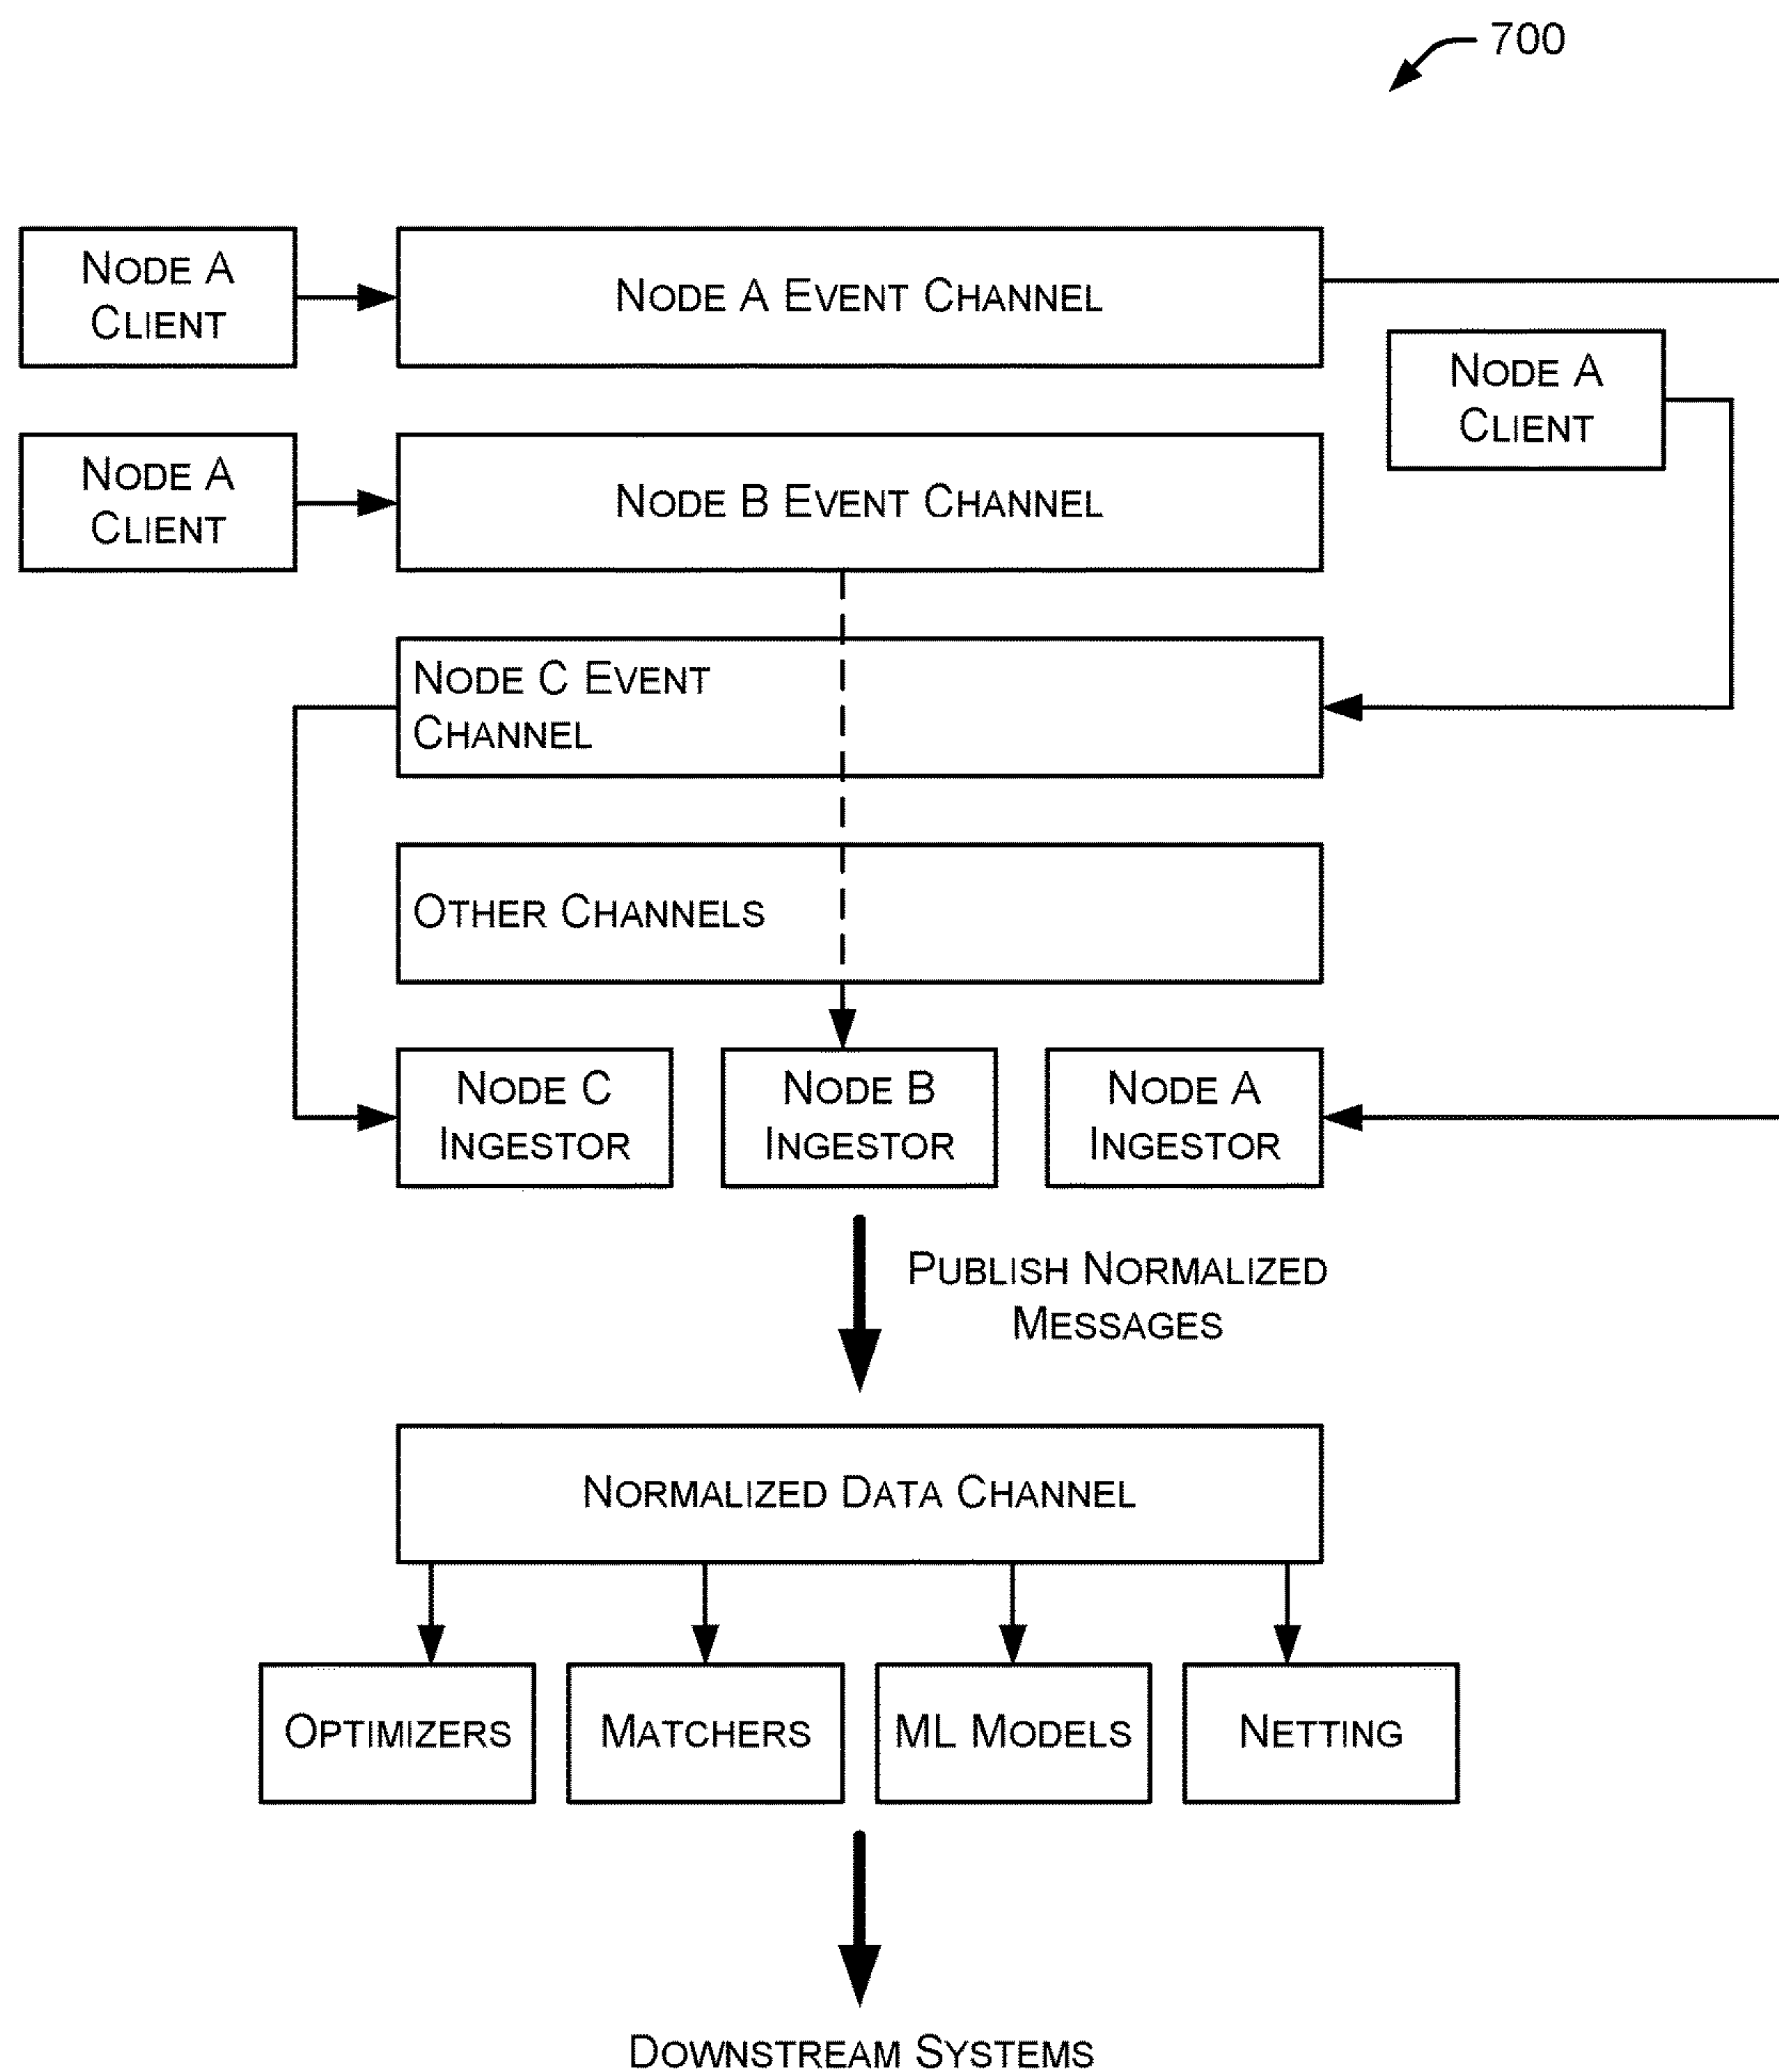 700
NODE A
CLIENT
NODE A EVENT CHANNEL
NODE A
CLIENT
NODE A
CLIENT
NODE B EVENT CHANNEL
NODE C EVENT
CHANNEL
OTHER CHANNELS
NODE C
INGESTOR
NODE B
INGESTOR
NODE A
INGESTOR
PUBLISH NORMALIZED
MESSAGES
NORMALIZED DATA CHANNEL
OPTIMIZERS
MATCHERS
ML MODELS
NETTING
DOWNSTREAM SYSTEMS